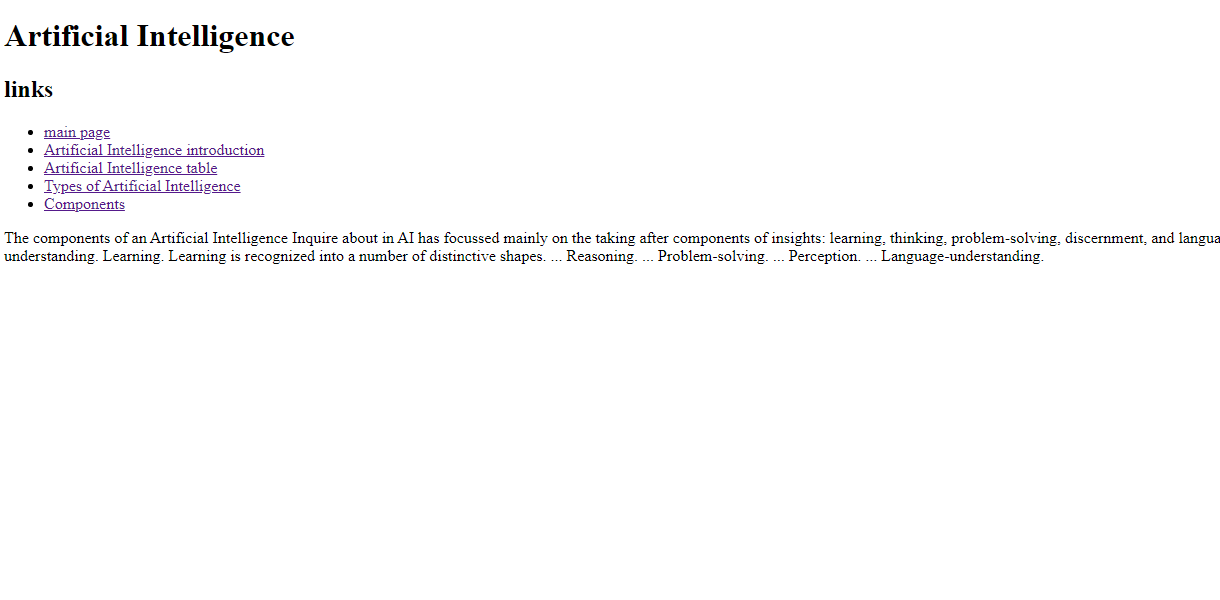 Artificial Intelligence
links
main page
Artificial Intelligence introduction
Artificial Intelligence table
Types of Artificial Intelligence
Components
The components of an Artificial Intelligence Inquire about in AI has focussed mainly on the taking after components of insights: learning, thinking, problem-solving, discernment, and langua
understanding. Learning. Learning is recognized into a number of distinctive shapes. ... Reasoning. ... Problem-solving. ... Perception. ... Language-understanding.